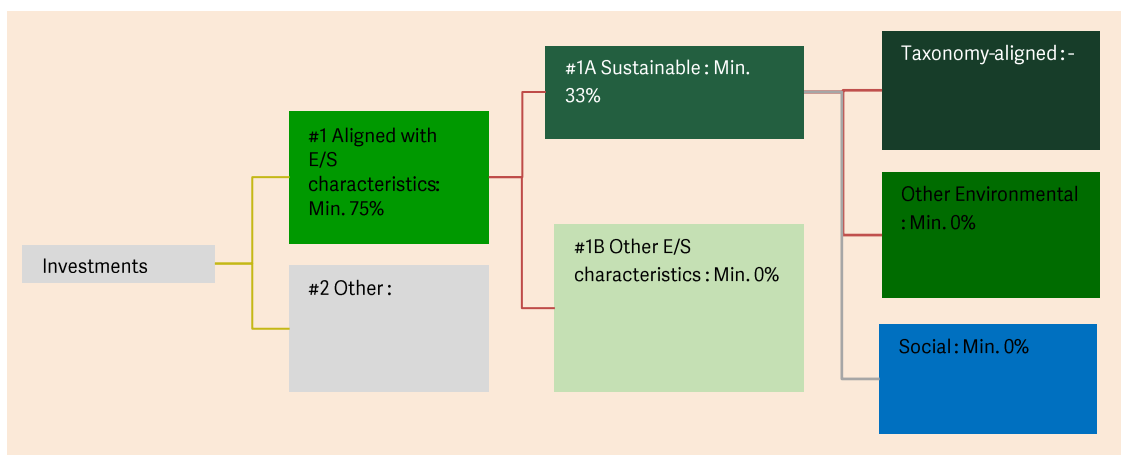 Investments
#1 Aligned with
E/S
characteristics:
Min. 75%
#2 Other :
#1A Sustainable : Min.
33%
#1B Other E/S
characteristics : Min. 0%
Taxonomy-aligned : -
Other Environmental
: Min. 0%
Social : Min. 0%